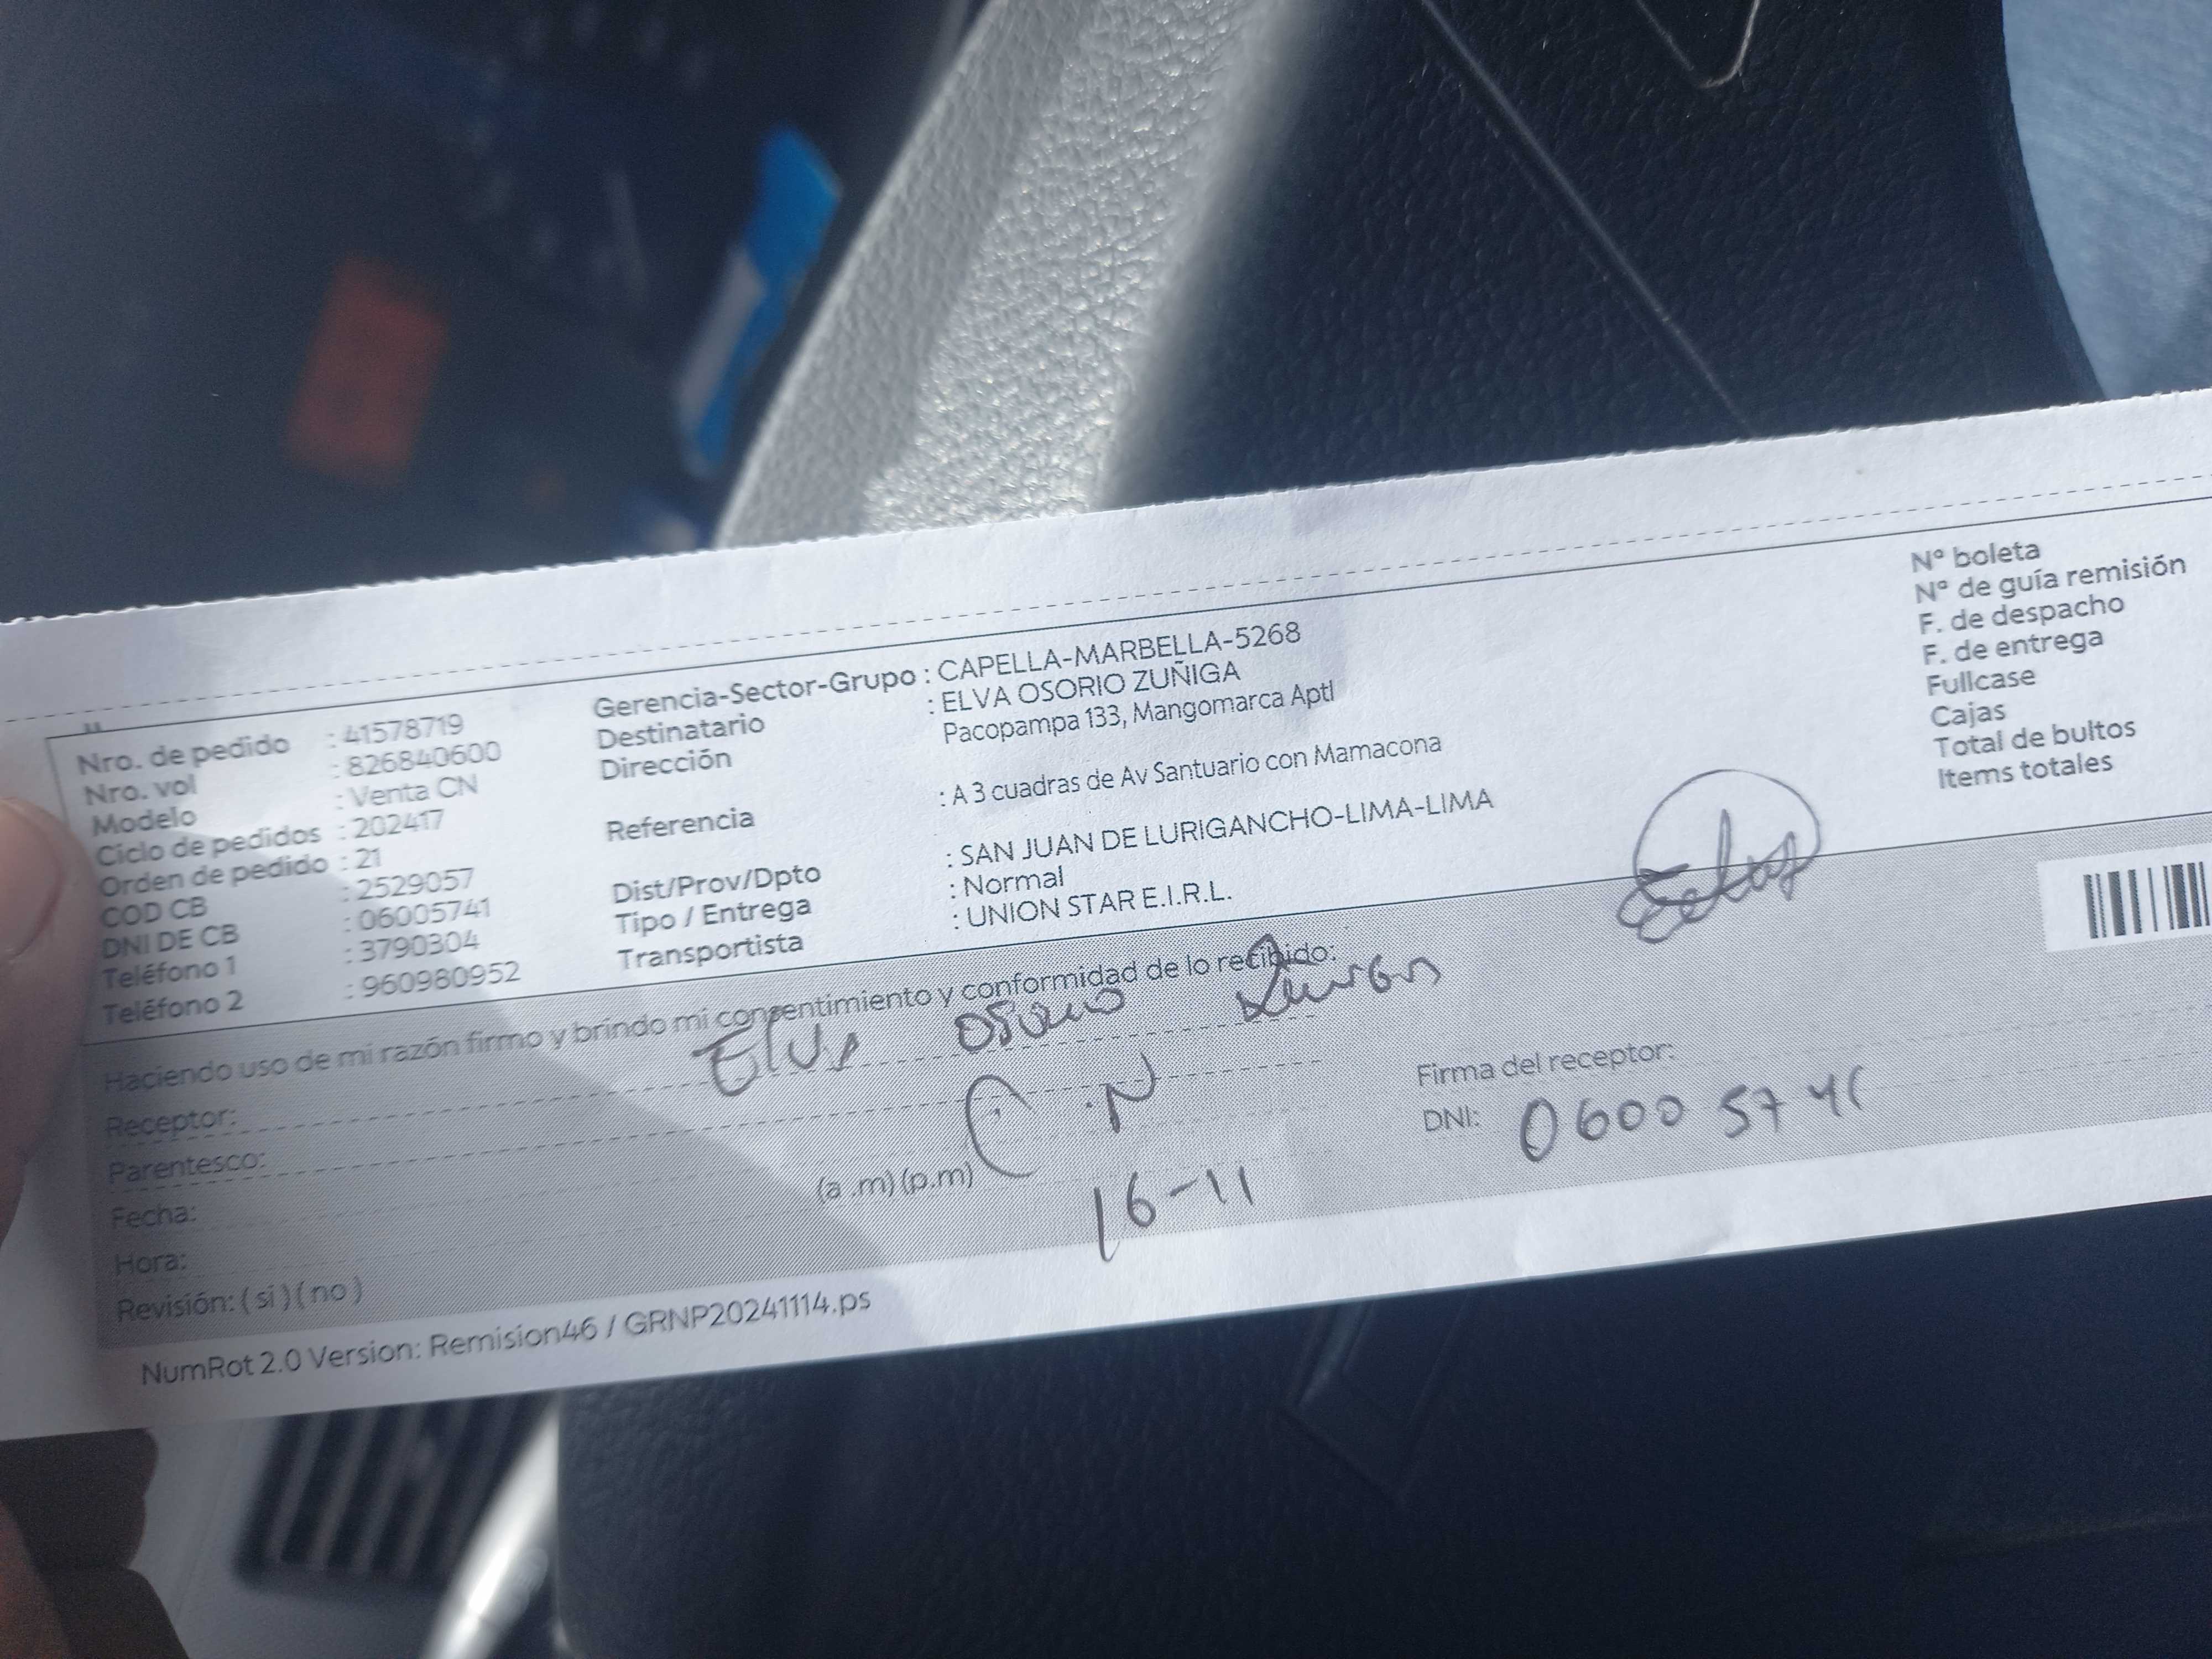 Nro. de pedido : 41578719
Nro. vol : 826840600
Modelo : Venta CN
Ciclo de pedidos : 202417
Orden de pedido : 21
COD CB : 2529057
DNI DE CB : 06005741
Teléfono 1 : 3790304
Teléfono 2 : 960980952
Gerencia-Sector-Grupo : CAPELLA-MARBELLA-5268
Destinatario : ELVA OSORIO ZUÑIGA
Dirección Pacopampa 133, Mangomarca Aptl
Referencia : A 3 cuadras de Av Santuario con Mamacona
Dist/Prov/Dpto : SAN JUAN DE LURIGANCHO-LIMA-LIMA
Tipo / Entrega : Normal
Transportista : UNION STAR E.I.R.L.
Nº boleta
Nº de guía remisión
F. de despacho
F. de entrega
Fullcase
Cajas
Total de bultos
Items totales
Haciendo uso de mi razón firmo y brindo mi consentimiento y conformidad de lo recibido:
Receptor: Elva Osorio
Parentesco: C.N
Fecha: 16-11
Hora: (a .m) (p.m)
Revisión: ( si ) ( no )
Firma del receptor:
DNI: 06005741
NumRot 2.0 Version: Remision46 / GRNP20241114.ps